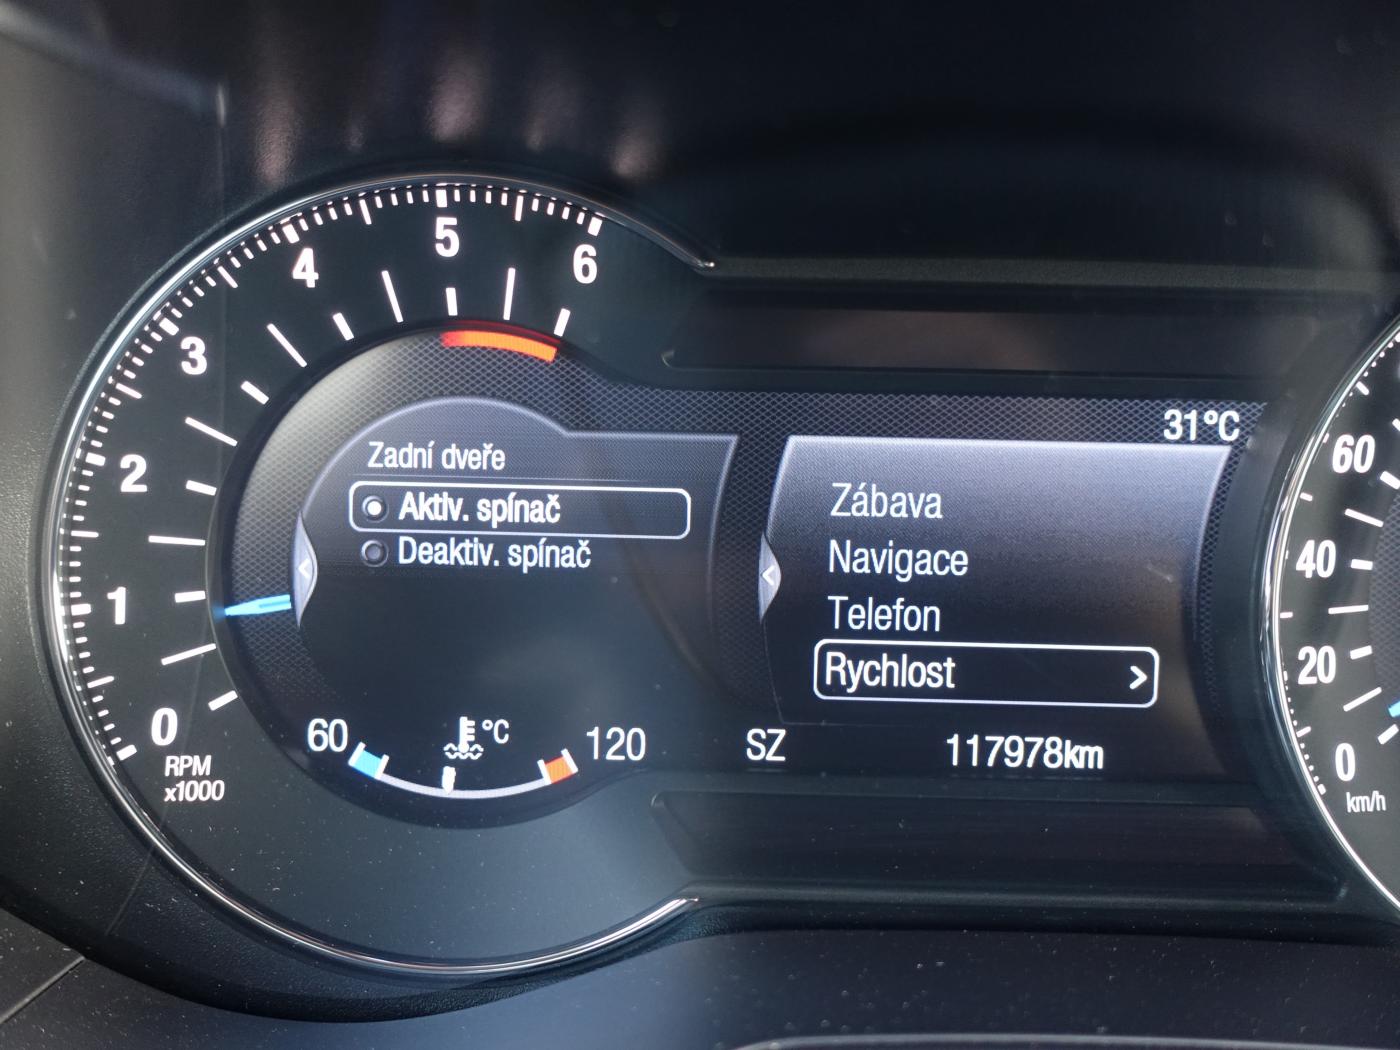 0
1
2
3
4
5
6
RPM
x1000
Zadní dveře
Aktiv. spínač
Deaktiv. spínač
60
°C
120
31°C
Zábava
Navigace
Telefon
Rychlost
SZ
117978km
60
40
20
0
km/h